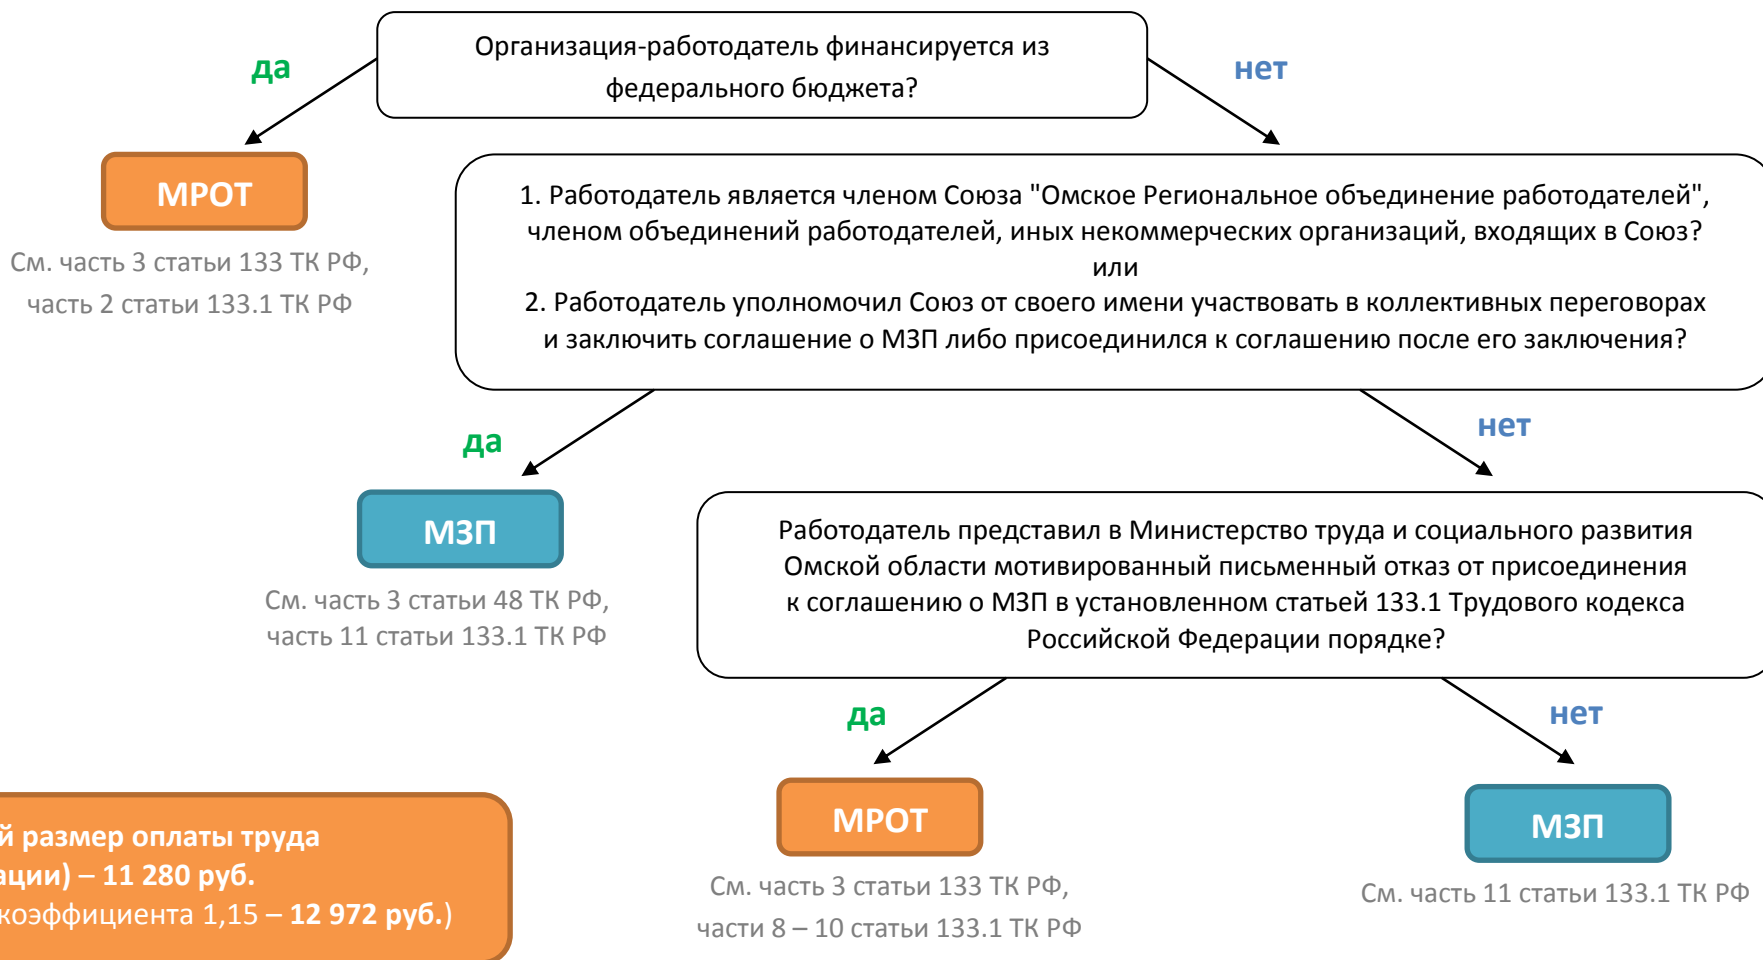 Организация-работодатель финансируется из
федерального бюджета?
да
нет
МРОТ
См. часть 3 статьи 133 ТК РФ,
часть 2 статьи 133.1 ТК РФ
1. Работодатель является членом Союза "Омское Региональное объединение работодателей",
членом объединений работодателей, иных некоммерческих организаций, входящих в Союз?
или
2. Работодатель уполномочил Союз от своего имени участвовать в коллективных переговорах
и заключить соглашение о МЗП либо присоединился к соглашению после его заключения?
да
нет
МЗП
См. часть 3 статьи 48 ТК РФ,
часть 11 статьи 133.1 ТК РФ
Работодатель представил в Министерство труда и социального развития
Омской области мотивированный письменный отказ от присоединения
к соглашению о МЗП в установленном статьей 133.1 Трудового кодекса
Российской Федерации порядке?
да
нет
МРОТ
См. часть 3 статьи 133 ТК РФ,
части 8 – 10 статьи 133.1 ТК РФ
МЗП
См. часть 11 статьи 133.1 ТК РФ
й размер оплаты труда
ации) – 11 280 руб.
коэффициента 1,15 – 12 972 руб.)